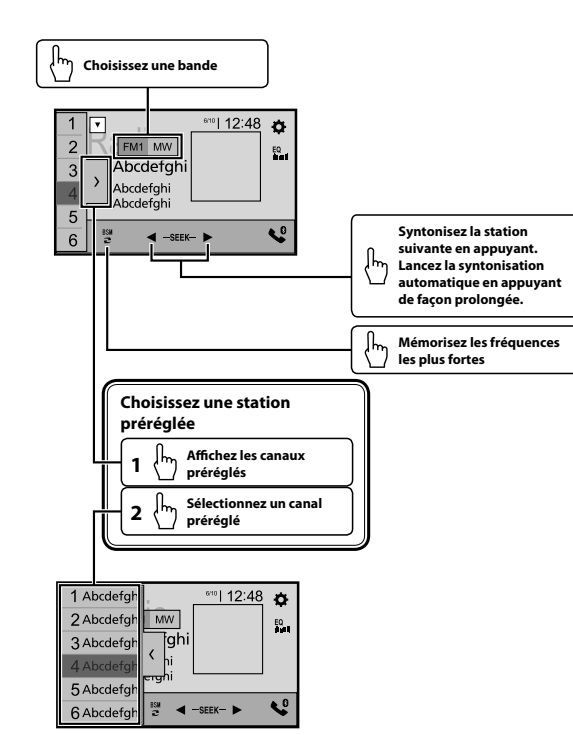 Choisissez une bande
1
2
3
4
5
6
6/10 12:48
FM1 MW
EQ
Abcdefghi
Abcdefghi
Abcdefghi
BSM
SEEK
Syntonisez la station
suivante en appuyant.
Lancez la syntonisation
automatique en appuyant
de façon prolongée.
Mémorisez les fréquences
les plus fortes
Choisissez une station
préréglée
1 Affichez les canaux
préréglés
2 Sélectionnez un canal
préréglé
1 Abcdefgh
2 Abcdefgh
3 Abcdefgh
4 Abcdefgh
5 Abcdefgh
6 Abcdefgh
6/10 12:48
MW
EQ
fghi
hi
efghi
BSM
SEEK